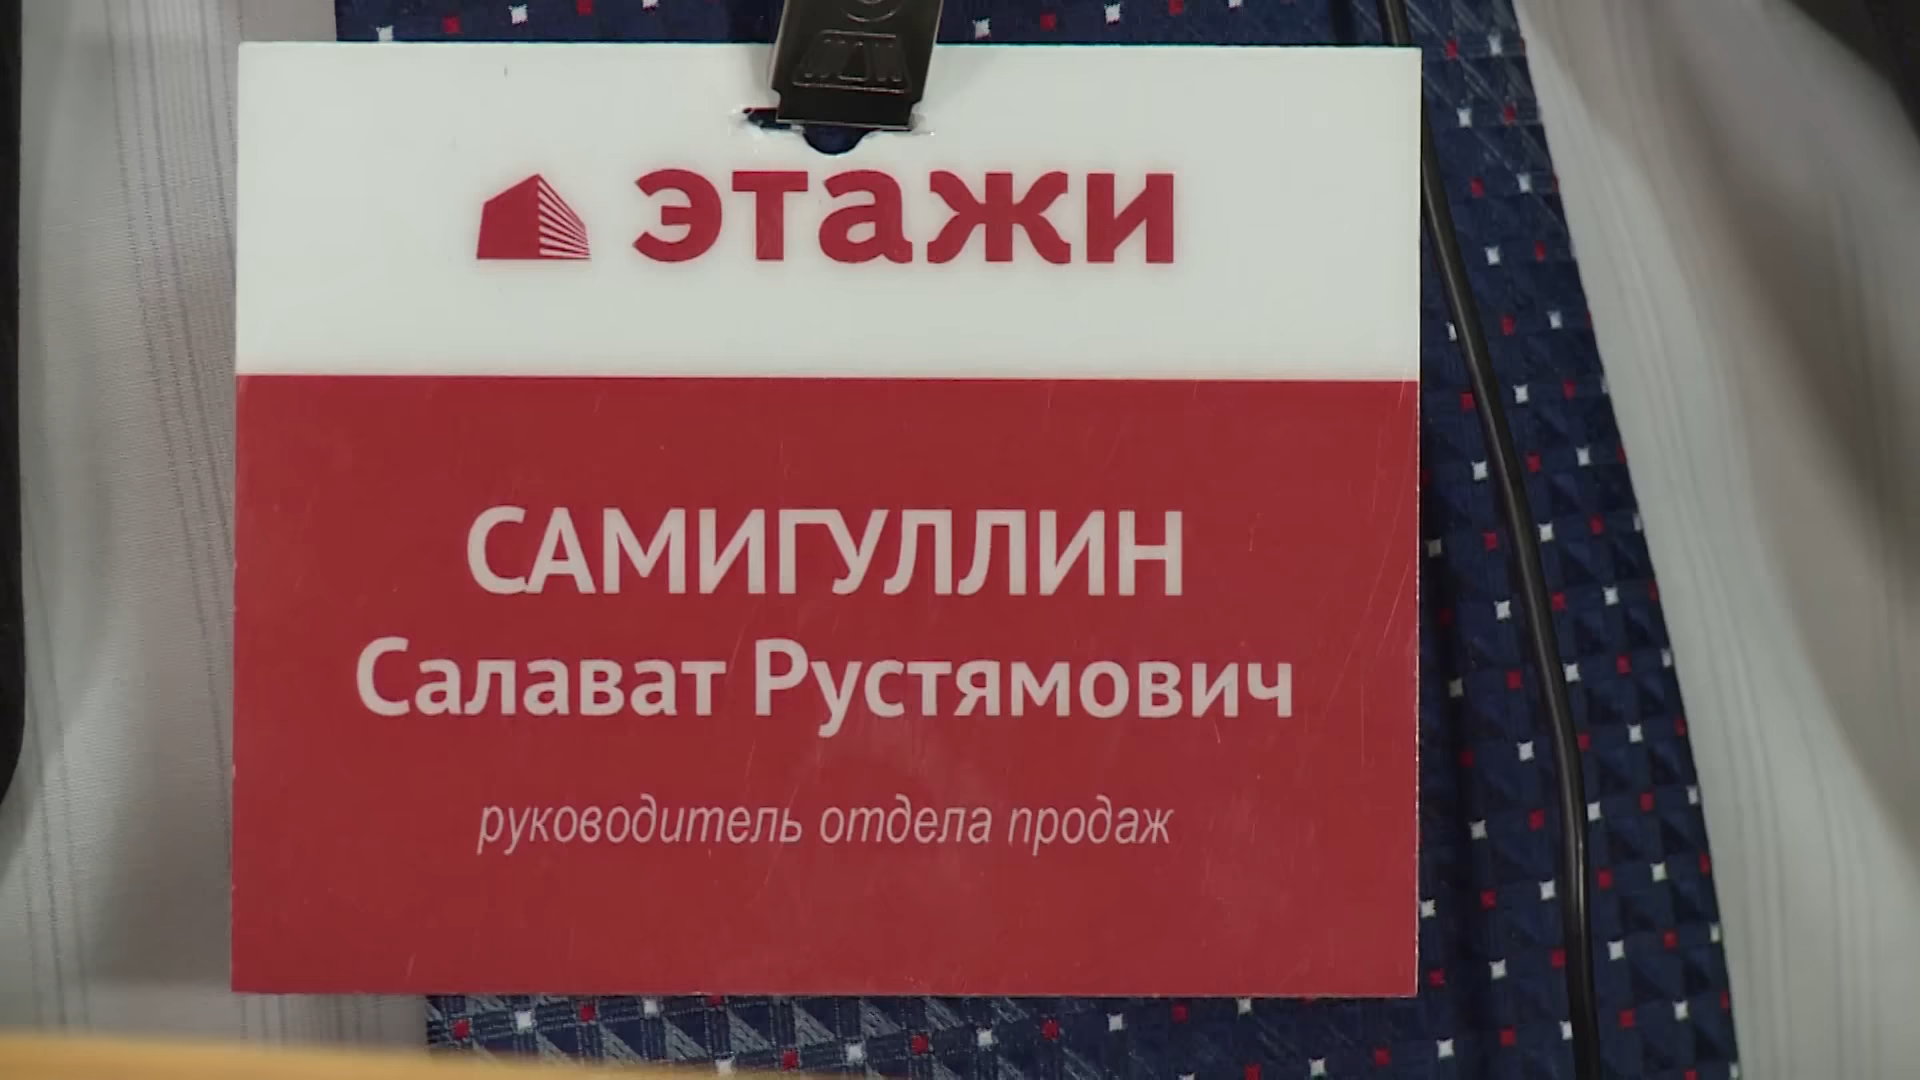 этажи
САМИГУЛЛИН
Салават Рустямович
руководитель отдела продаж